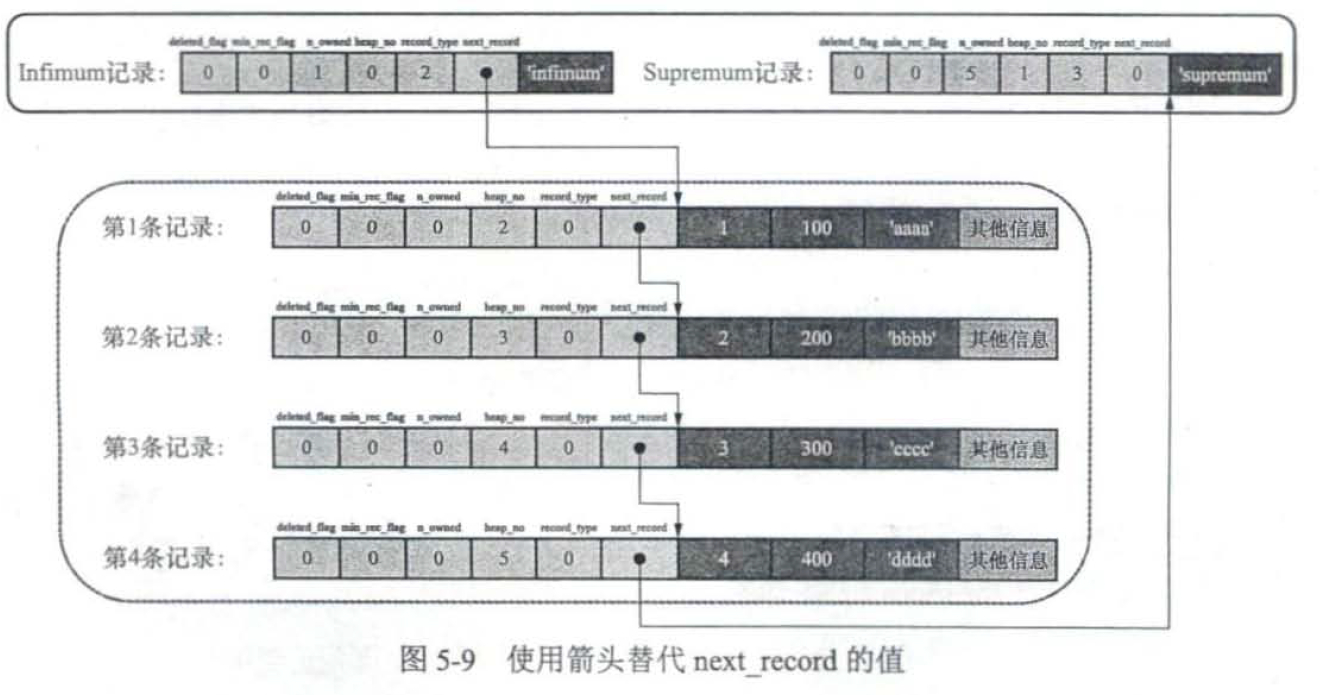 deleted_flag min_rec_flag n_owned heap_no record_type next_record
Infimum记录: 0 0 1 0 2 'infimum'
deleted_flag min_rec_flag n_owned heap_no record_type next_record
Supremum记录: 0 0 5 1 3 0 'supremum'
deleted_flag min_rec_flag n_owned heap_no record_type next_record
第1条记录: 0 0 0 2 0 1 100 'aaaa' 其他信息
deleted_flag min_rec_flag n_owned heap_no record_type next_record
第2条记录: 0 0 0 3 0 2 200 'bbbb' 其他信息
deleted_flag min_rec_flag n_owned heap_no record_type next_record
第3条记录: 0 0 0 4 0 3 300 'cccc' 其他信息
deleted_flag min_rec_flag n_owned heap_no record_type next_record
第4条记录: 0 0 0 5 0 4 400 'dddd' 其他信息
图 5-9 使用箭头替代 next_record 的值